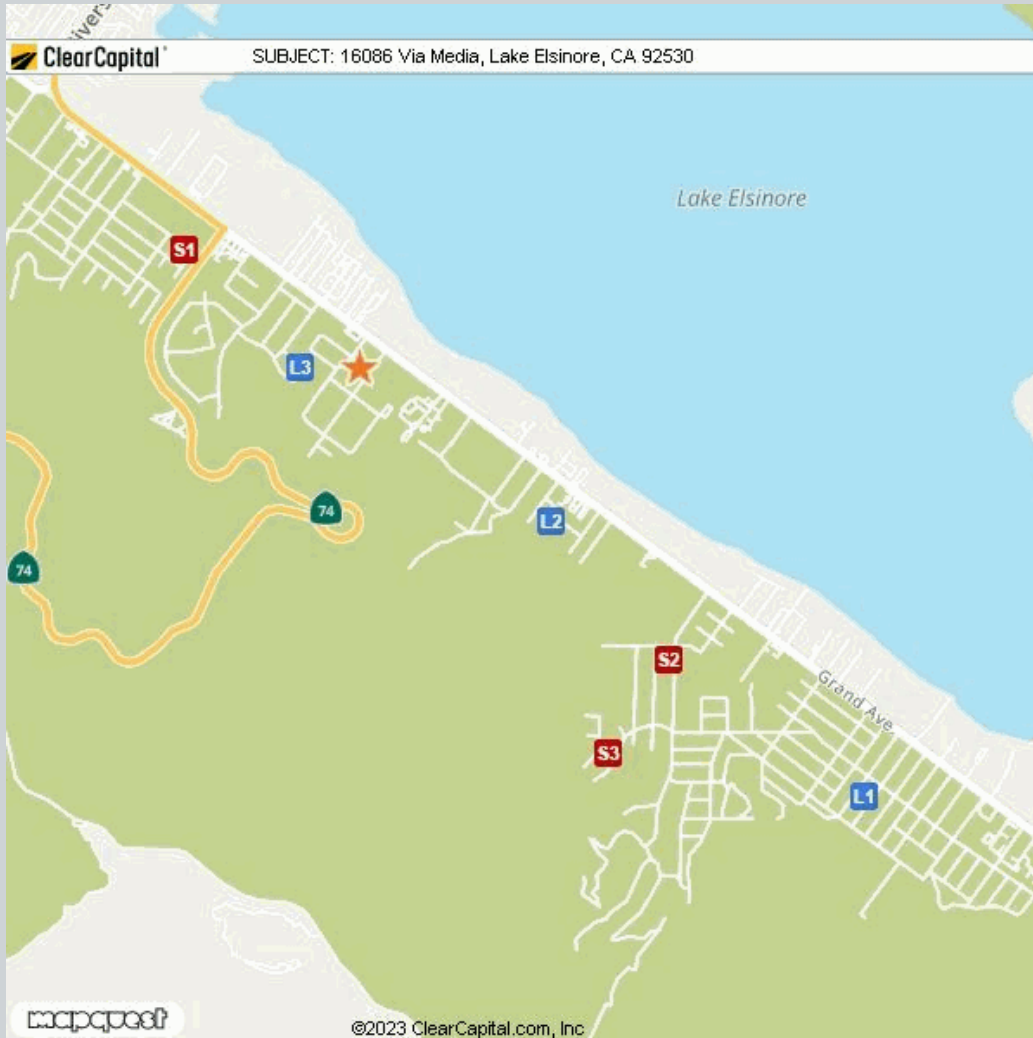 ivers
ClearCapital
SUBJECT: 16086 Via Media, Lake Elsinore, CA 92530
Lake Elsinore
S1
L3
74
L2
74
S2
Grand Ave
S3
L1
mapquest
©2023 ClearCapital.com, Inc